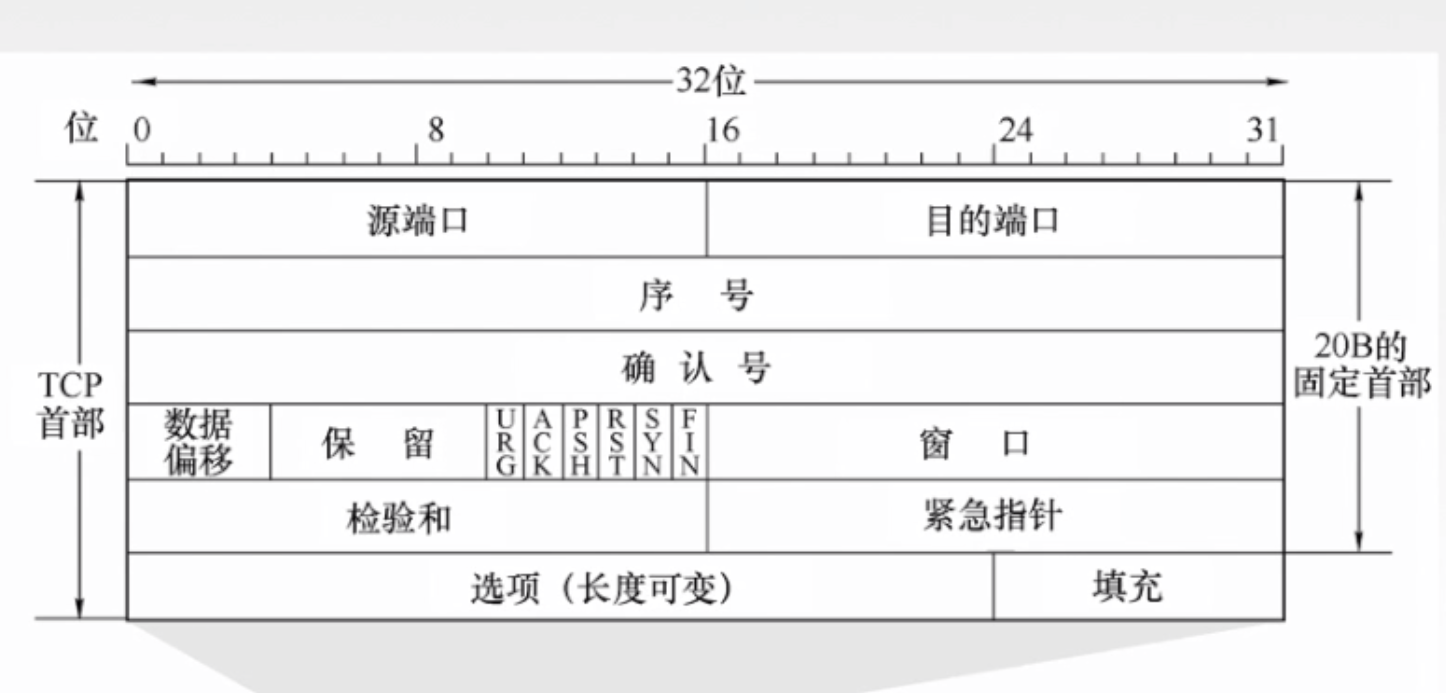 32位
位 0 8 16 24 31
源端口 目的端口
序 号
确 认 号
TCP
首部
20B的
固定首部
数据
偏移
保 留
URG
ACK
PSH
RST
SYN
FIN
窗 口
检验和 紧急指针
选项（长度可变） 填充